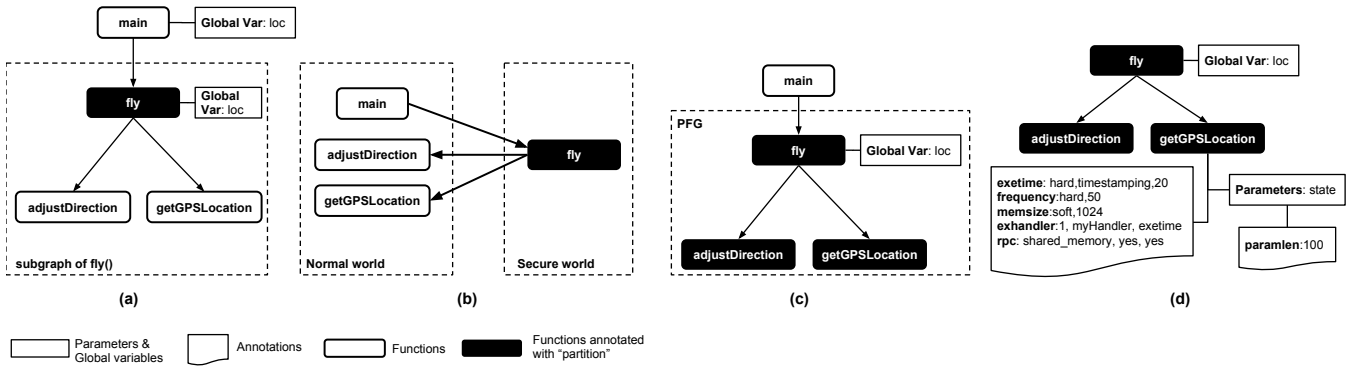 main
Global Var: loc
fly
Global
Var: loc
adjustDirection
getGPSLocation
subgraph of fly()
(a)
main
adjustDirection
getGPSLocation
fly
Normal world
Secure world
(b)
main
PFG
fly
Global Var: loc
adjustDirection
getGPSLocation
(c)
fly
Global Var: loc
adjustDirection
getGPSLocation
exetime: hard,timestamping,20
frequency:hard,50
memsize:soft,1024
exhandler:1, myHandler, exetime
rpc: shared_memory, yes, yes
Parameters: state
paramlen:100
(d)
Parameters &
Global variables
Annotations
Functions
Functions annotated
with “partition”